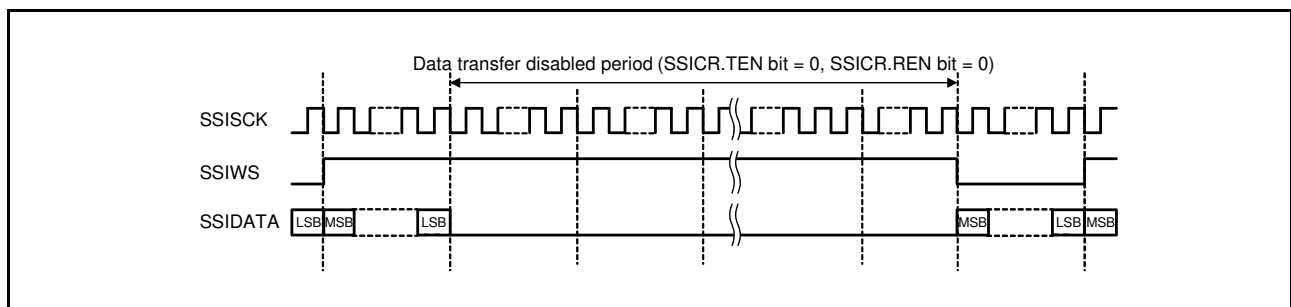 Data transfer disabled period (SSICR.TEN bit = 0, SSICR.REN bit = 0)
SSISCK
SSIWS
SSIDATA LSB MSB LSB MSB LSB MSB